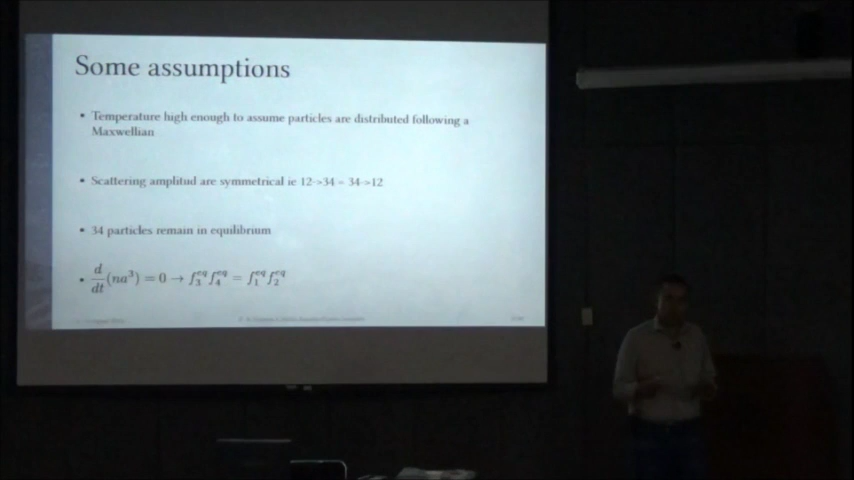 Some assumptions
• Temperature high enough to assume particles are distributed following a
Maxwellian
• Scattering amplitud are symmetrical ie 12->34 = 34->12
• 34 particles remain in equilibrium
• d/dt (na³) = 0 → f₃^eq f₄^eq = f₁^eq f₂^eq